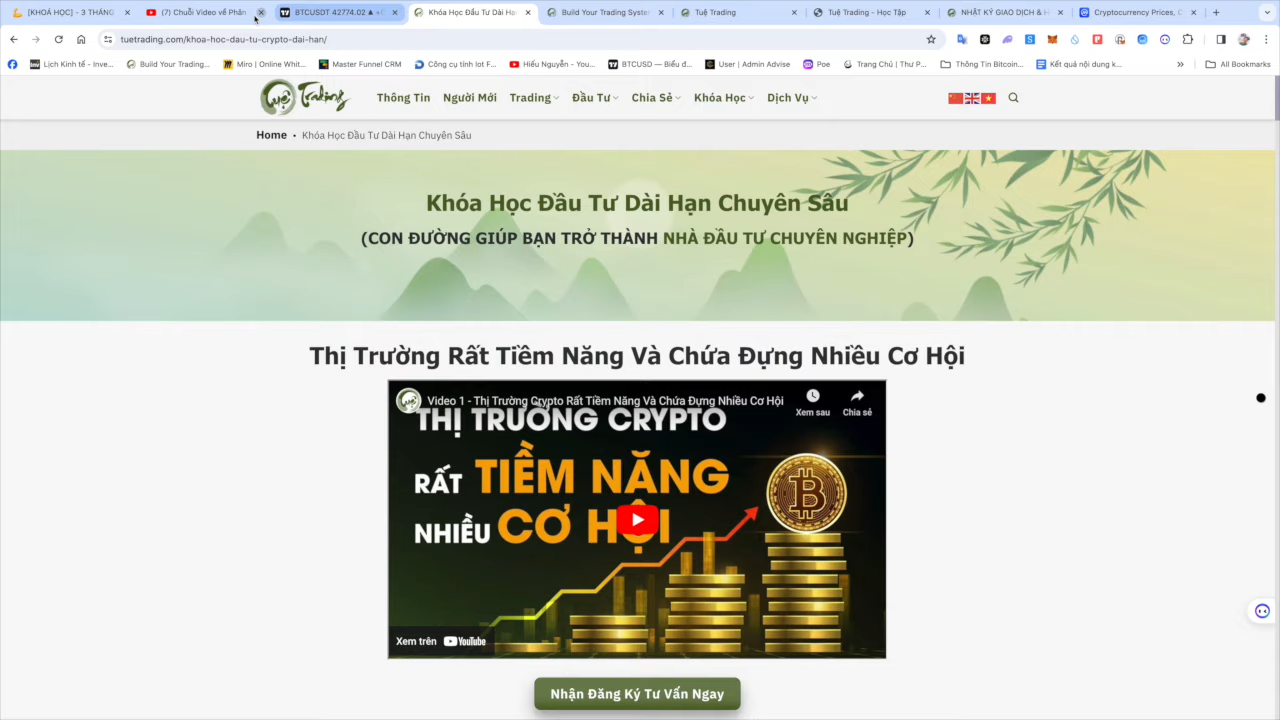 [KHOÁ HỌC] - 3 THÁNG
(7) Chuỗi Video về Phân
BTCUSDT 42774.02 ▲ +0
Khóa Học Đầu Tư Dài Hạ
Build Your Trading Syste
Tuệ Trading
Tuệ Trading - Học Tập
NHẬT KÝ GIAO DỊCH & H
Cryptocurrency Prices, C
tuetrading.com/khoa-hoc-dau-tu-crypto-dai-han/
Lịch Kinh tế - Inve...
Build Your Trading...
Miro | Online Whit...
Master Funnel CRM
Công cụ tính lot F...
Hiếu Nguyễn - You...
BTCUSD — Biểu đ...
User | Admin Advise
Poe
Trang Chủ | Thư P...
Thông Tin Bitcoin...
Kết quả nội dung k...
All Bookmarks
Tuệ Trading
Thông Tin
Người Mới
Trading
Đầu Tư
Chia Sẻ
Khóa Học
Dịch Vụ
Home • Khóa Học Đầu Tư Dài Hạn Chuyên Sâu
Khóa Học Đầu Tư Dài Hạn Chuyên Sâu
(CON ĐƯỜNG GIÚP BẠN TRỞ THÀNH NHÀ ĐẦU TƯ CHUYÊN NGHIỆP)
Thị Trường Rất Tiềm Năng Và Chứa Đựng Nhiều Cơ Hội
Video 1 - Thị Trường Crypto Rất Tiềm Năng Và Chứa Đựng Nhiều Cơ Hội
Xem sau
Chia sẻ
THỊ TRƯỜNG CRYPTO
RẤT TIỀM NĂNG
NHIỀU CƠ HỘI
Xem trên YouTube
Nhận Đăng Ký Tư Vấn Ngay